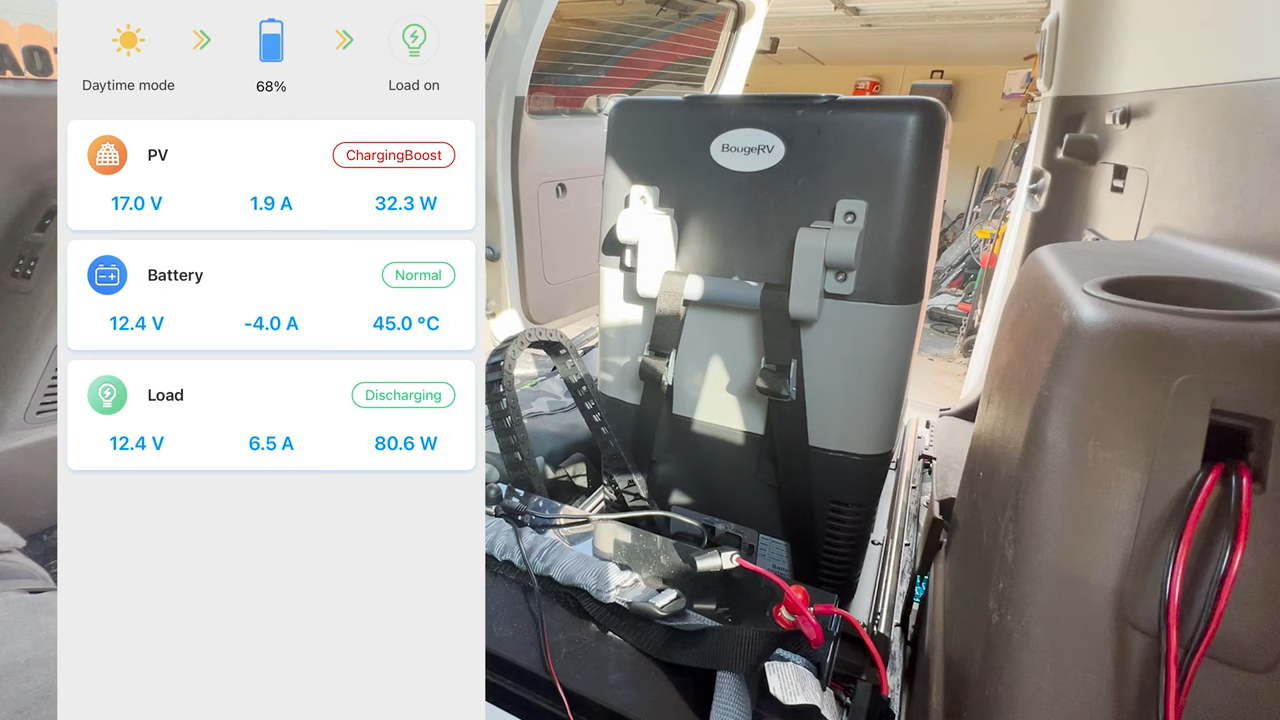 Daytime mode
68%
Load on
PV
ChargingBoost
17.0 V
1.9 A
32.3 W
Battery
Normal
12.4 V
-4.0 A
45.0 °C
Load
Discharging
12.4 V
6.5 A
80.6 W
BougeRV